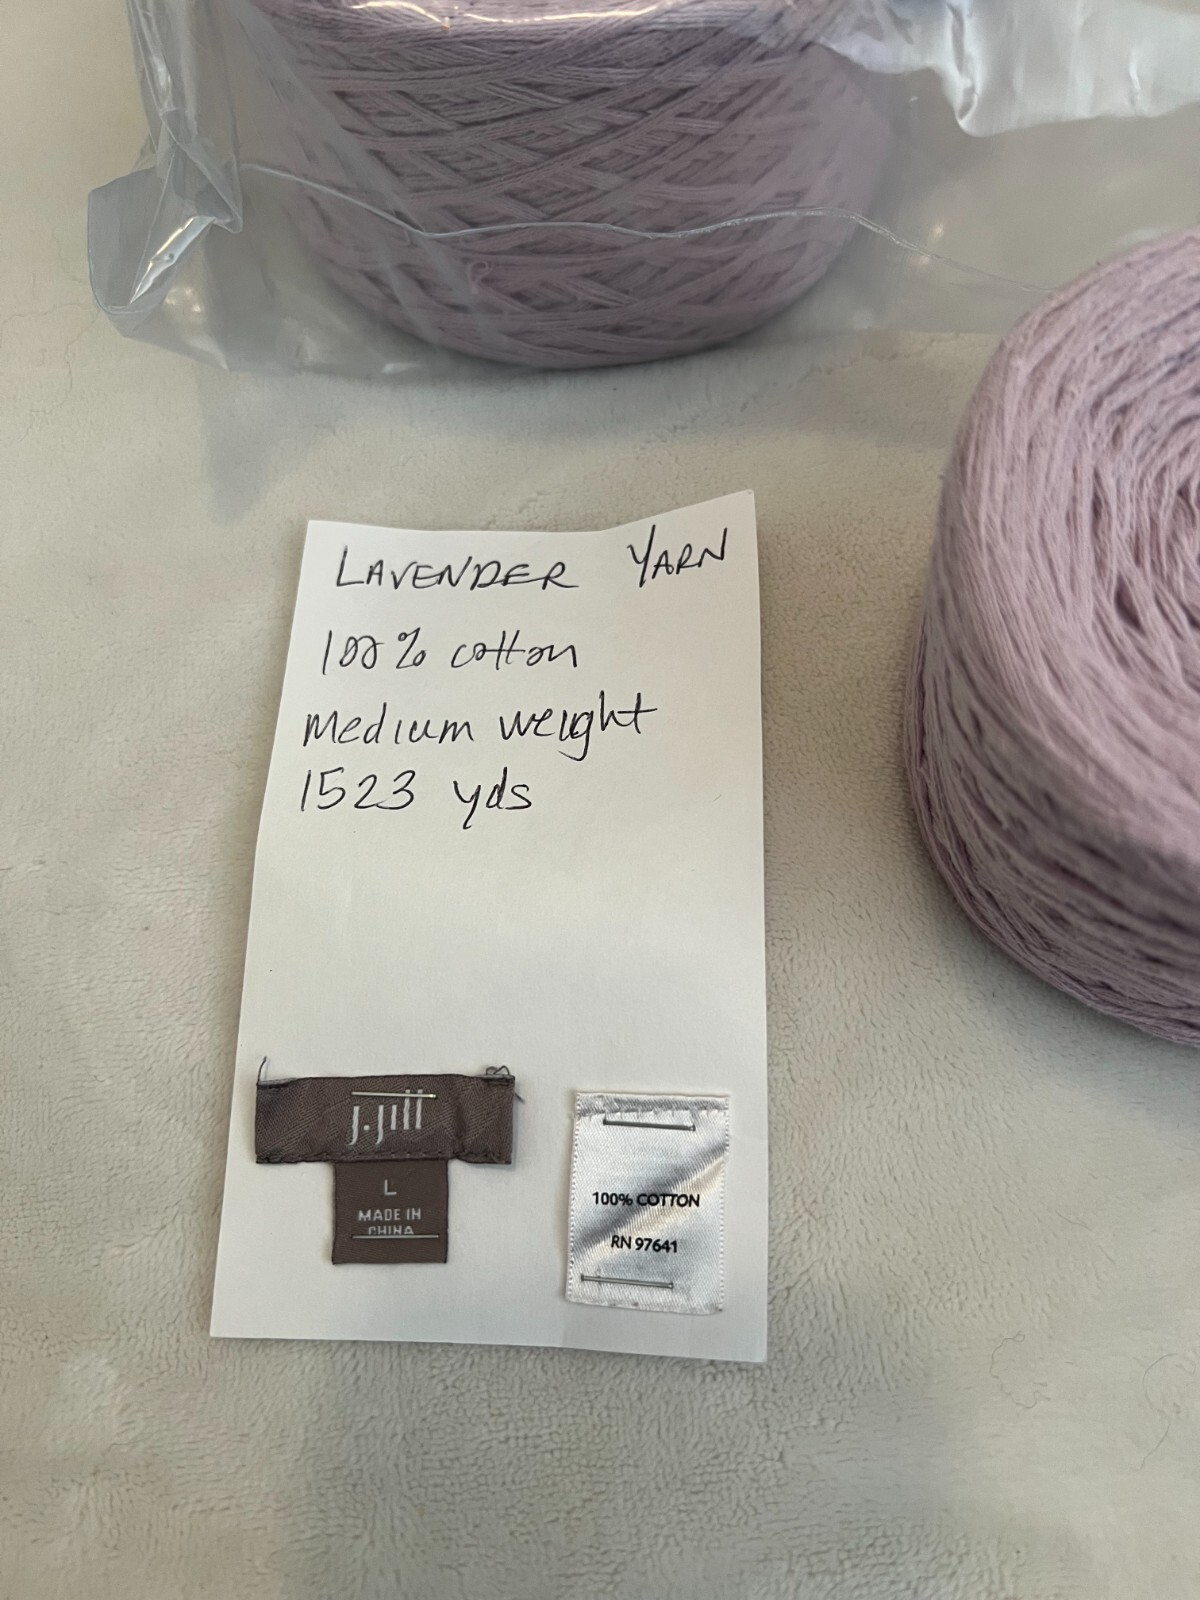 LAVENDER YARN
100% cotton
medium weight
1523 yds
J.Jill
L
MADE IN
CHINA
100% COTTON
RN 97641